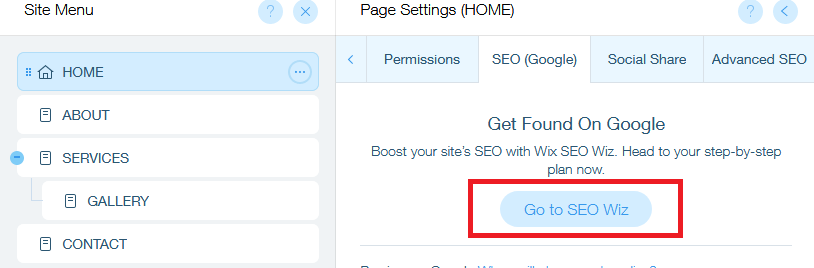 Site Menu
?
HOME
ABOUT
SERVICES
GALLERY
CONTACT
Page Settings (HOME)
?
Permissions
SEO (Google)
Social Share
Advanced SEO
Get Found On Google
Boost your site's SEO with Wix SEO Wiz. Head to your step-by-step
plan now.
Go to SEO Wiz